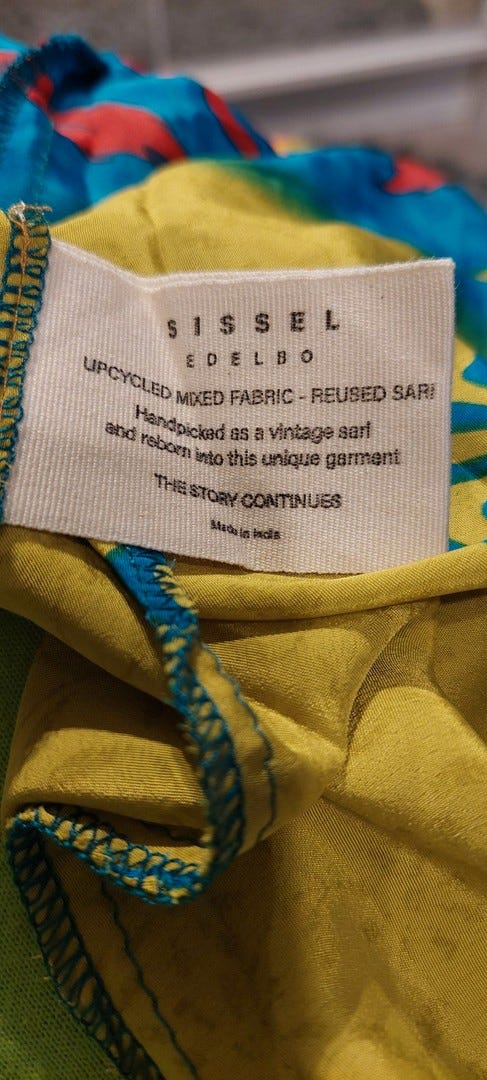 SISSEL
EDELBO
UPCYCLED MIXED FABRIC - REUSED SARI
Handpicked as a vintage sari
and reborn into this unique garment
THE STORY CONTINUES
Made in India